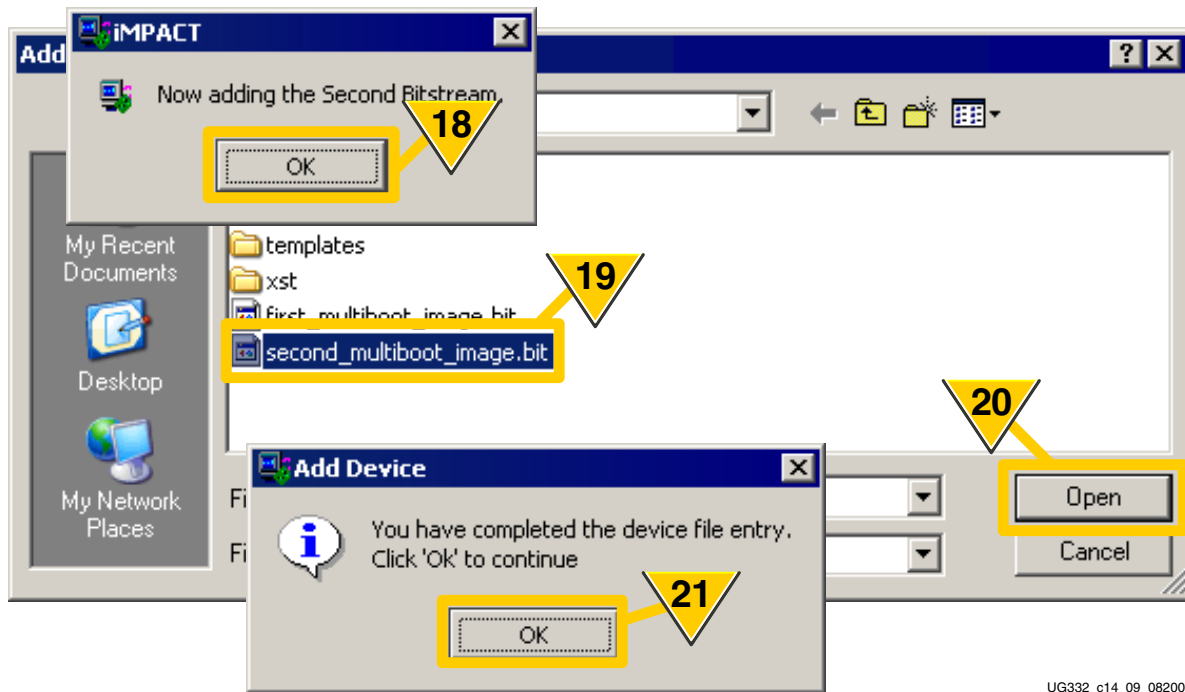 iMPACT
Add
Now adding the Second Bitstream.
18
OK
My Recent
Documents
templates
xst
19
first_multiboot_image.bit
second_multiboot_image.bit
Desktop
20
Add Device
My Network
Places
Fi
Open
You have completed the device file entry.
Click 'Ok' to continue
Fi
Cancel
21
OK
UG332_c14_09_08200